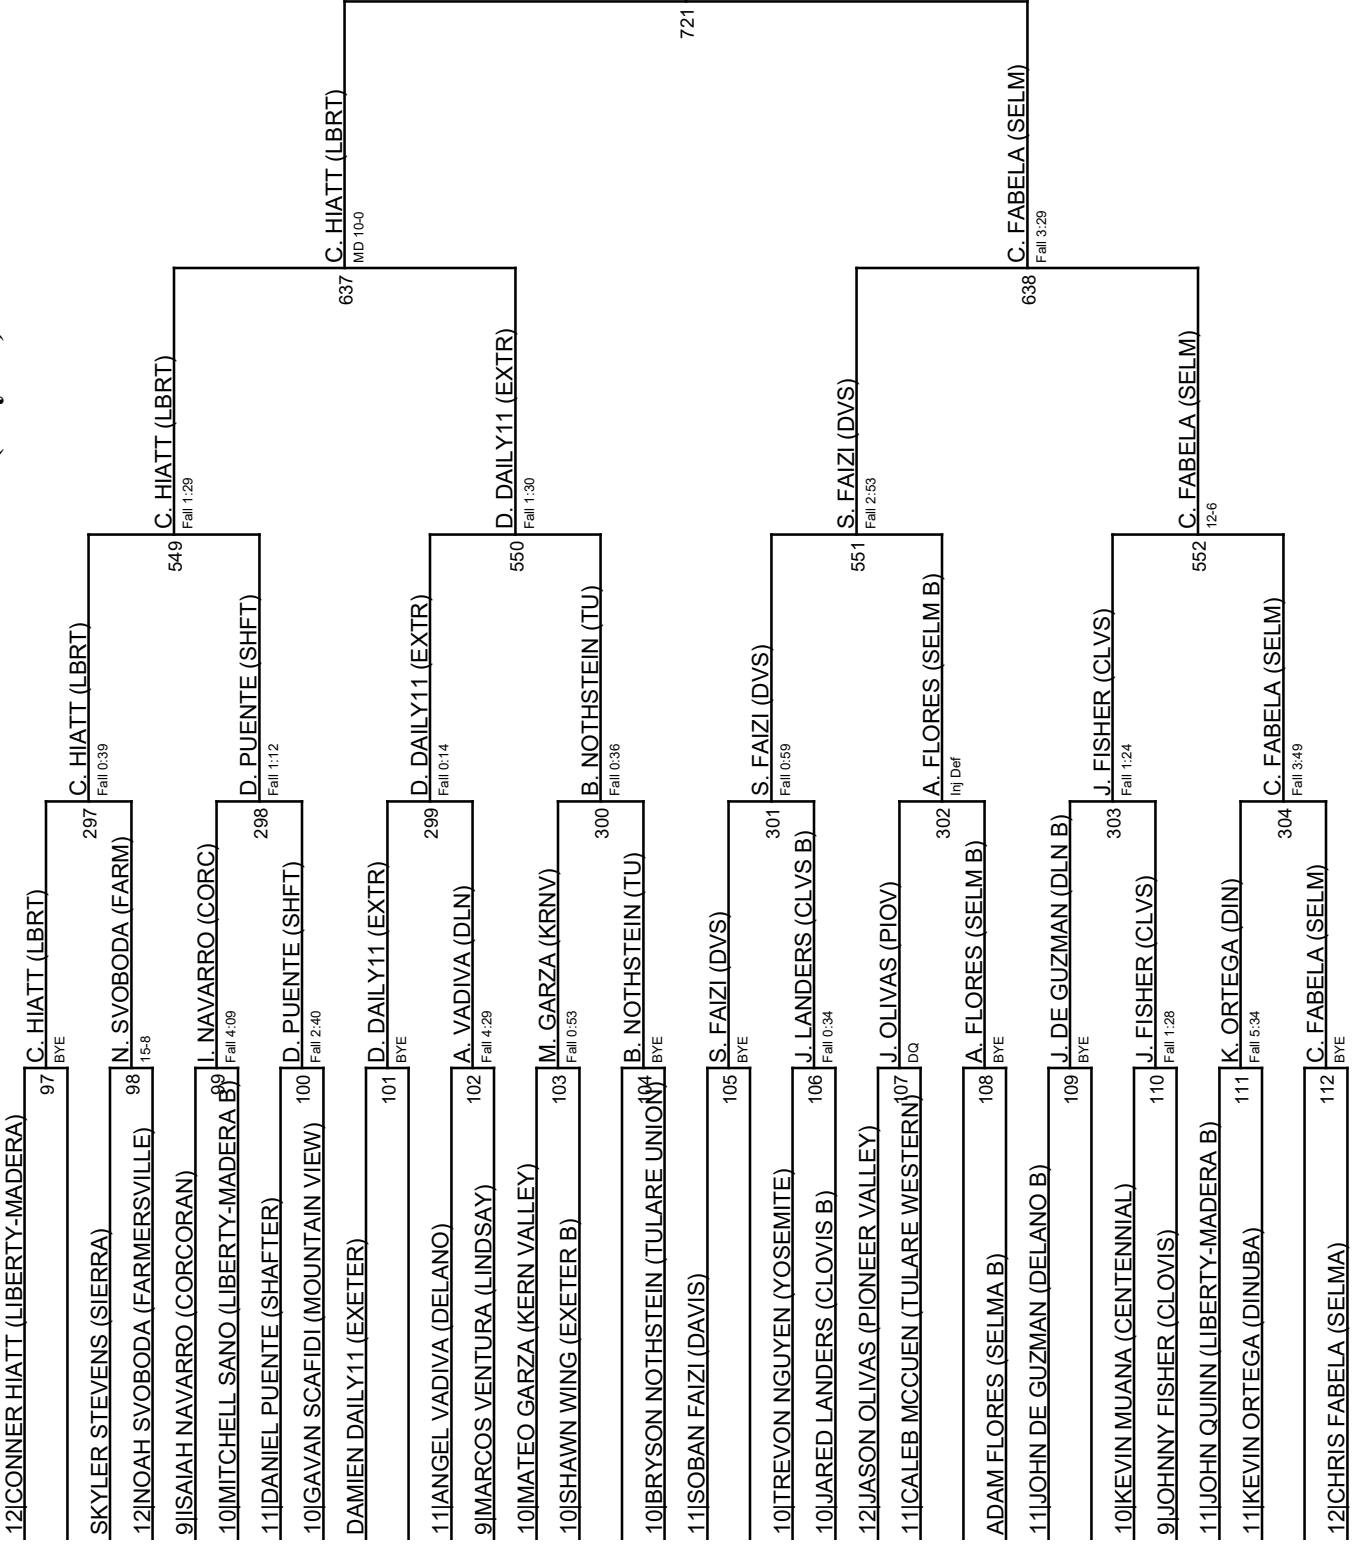 12|CONNER HIATT (LIBERTY-MADERA)
SKYLER STEVENS (SIERRA)
12|NOAH SVOBODA (FARMERSVILLE)
9|ISAIAH NAVARRO (CORCORAN)
10|MITCHELL SANO (LIBERTY-MADERA B)
11|DANIEL PUENTE (SHAFTER)
10|GAVAN SCAFIDI (MOUNTAIN VIEW)
DAMIEN DAILY11 (EXETER)
11|ANGEL VADIVA (DELANO)
9|MARCOS VENTURA (LINDSAY)
10|MATEO GARZA (KERN VALLEY)
10|SHAWN WING (EXETER B)
10|BRYSON NOTHSTEIN (TULARE UNION)
11|SOBAN FAIZI (DAVIS)
10|TREVON NGUYEN (YOSEMITE)
10|JARED LANDERS (CLOVIS B)
12|JASON OLIVAS (PIONEER VALLEY)
11|CALEB MCCUEN (TULARE WESTERN)
ADAM FLORES (SELMA B)
11|JOHN DE GUZMAN (DELANO B)
10|KEVIN MUANA (CENTENNIAL)
9|JOHNNY FISHER (CLOVIS)
11|JOHN QUINN (LIBERTY-MADERA B)
11|KEVIN ORTEGA (DINUBA)
12|CHRIS FABELA (SELMA)
97
C. HIATT (LBRT)
BYE
98
N. SVOBODA (FARM)
15-8
99
I. NAVARRO (CORC)
Fall 4:09
100
D. PUENTE (SHFT)
Fall 2:40
101
D. DAILY11 (EXTR)
BYE
102
A. VADIVA (DLN)
Fall 4:29
103
M. GARZA (KRNV)
Fall 0:53
104
B. NOTHSTEIN (TU)
BYE
105
S. FAIZI (DVS)
BYE
106
J. LANDERS (CLVS B)
Fall 0:34
107
J. OLIVAS (PIOV)
DQ
108
A. FLORES (SELM B)
BYE
109
J. DE GUZMAN (DLN B)
BYE
110
J. FISHER (CLVS)
Fall 1:28
111
K. ORTEGA (DIN)
Fall 5:34
112
C. FABELA (SELM)
BYE
297
C. HIATT (LBRT)
Fall 0:39
298
D. PUENTE (SHFT)
Fall 1:12
299
D. DAILY11 (EXTR)
Fall 0:14
300
B. NOTHSTEIN (TU)
Fall 0:36
301
S. FAIZI (DVS)
Fall 0:59
302
A. FLORES (SELM B)
Inj Def
303
J. FISHER (CLVS)
Fall 1:24
304
C. FABELA (SELM)
Fall 3:49
549
C. HIATT (LBRT)
Fall 1:29
550
D. DAILY11 (EXTR)
Fall 1:30
551
S. FAIZI (DVS)
Fall 2:53
552
C. FABELA (SELM)
12-6
637
C. HIATT (LBRT)
MD 10-0
638
C. FABELA (SELM)
Fall 3:29
721